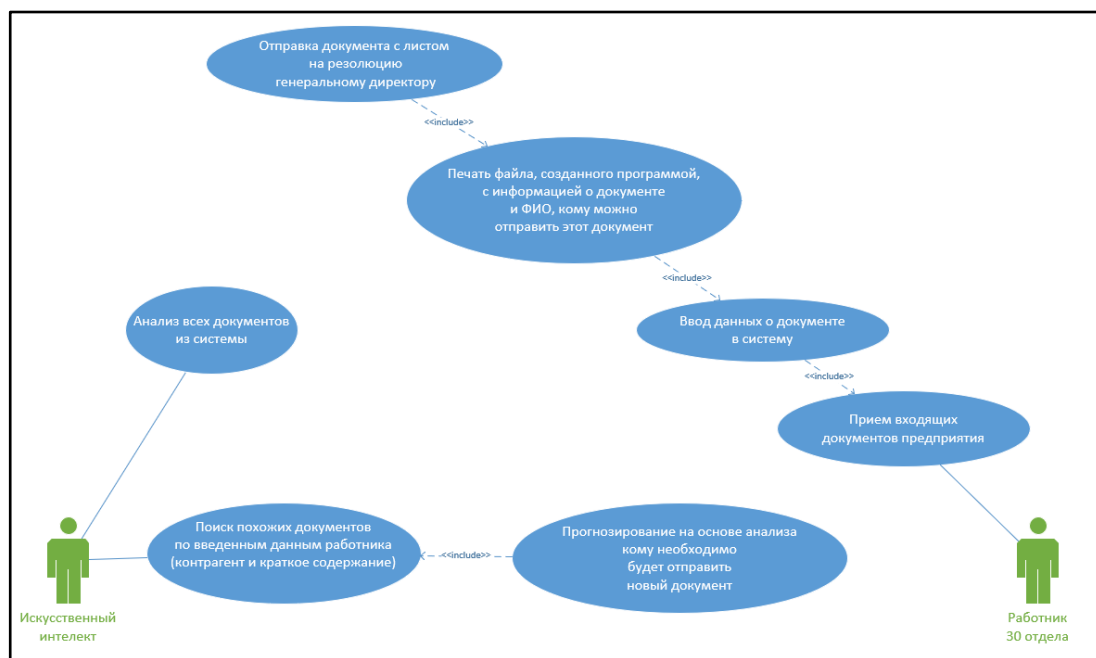 Отправка документа с листом
на резолюцию
генеральному директору
<<include>>
Печать файла, созданного программой,
с информацией о документе
и ФИО, кому можно
отправить этот документ
<<include>>
Анализ всех документов
из системы
Ввод данных о документе
в систему
<<include>>
Прием входящих
документов предприятия
Поиск похожих документов
по введенным данным работника
(контрагент и краткое содержание)
<<include>>
Прогнозирование на основе анализа
кому необходимо
будет отправить
новый документ
Искусственный
интелект
Работник
30 отдела